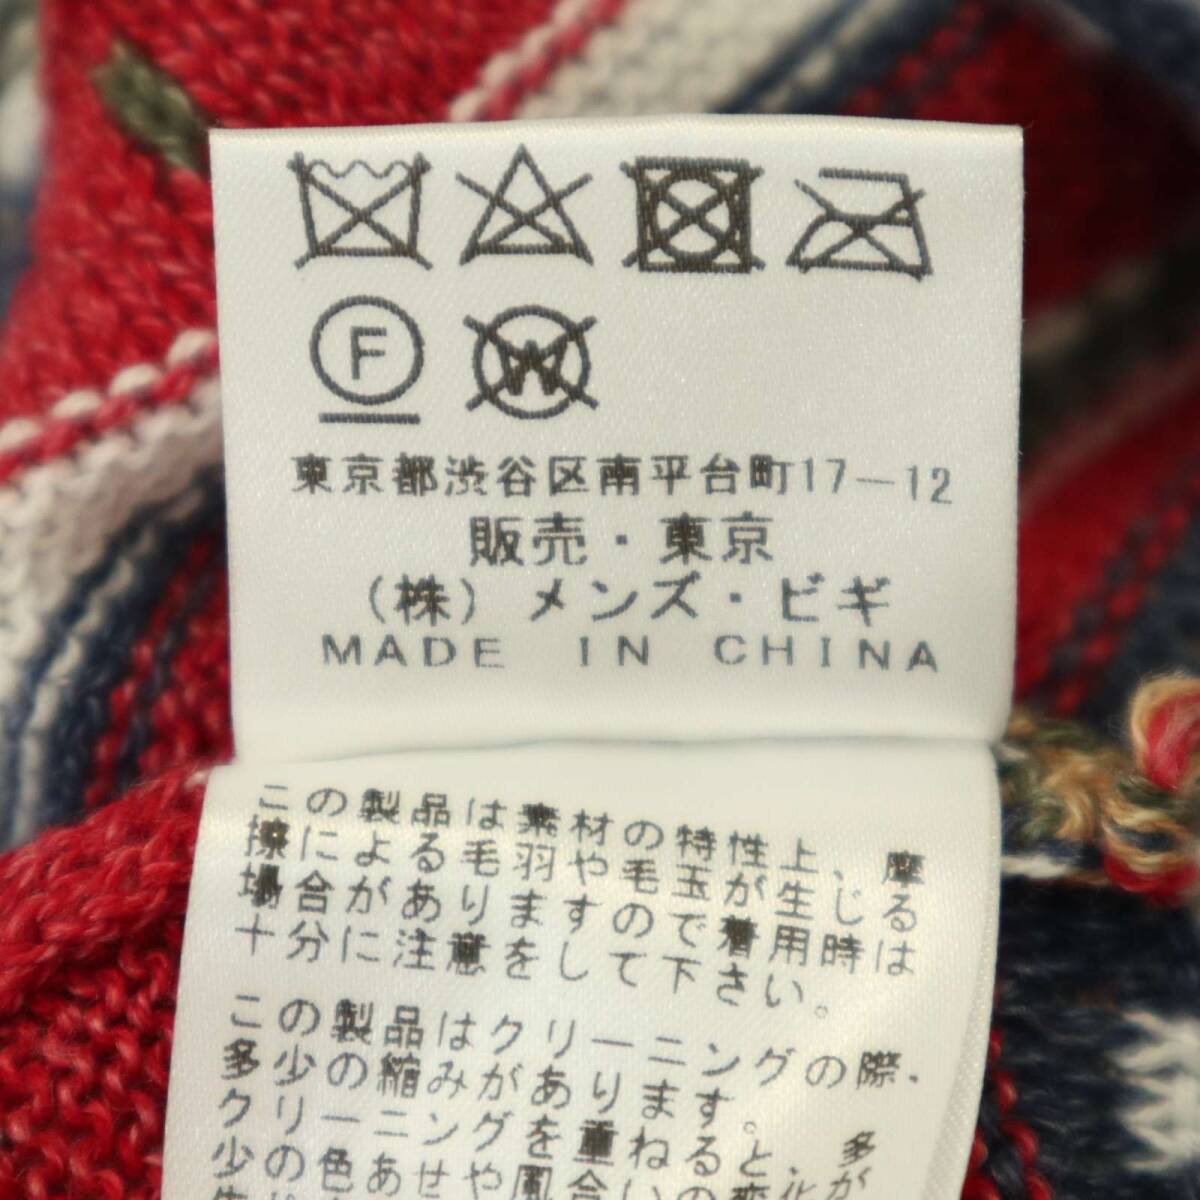 F
W
東京都渋谷区南平台町17-12
販売・東京
(株)メンズ・ビギ
MADE IN CHINA
この製品は素材の特性上、摩
擦による毛羽や毛玉が生じる
場合がありますので着用時は
十分に注意をして下さい。
この製品はクリーニングの際、
多少の縮みがあります。
クリーニングを重ねると、多
少の色あせや風合いの変化が